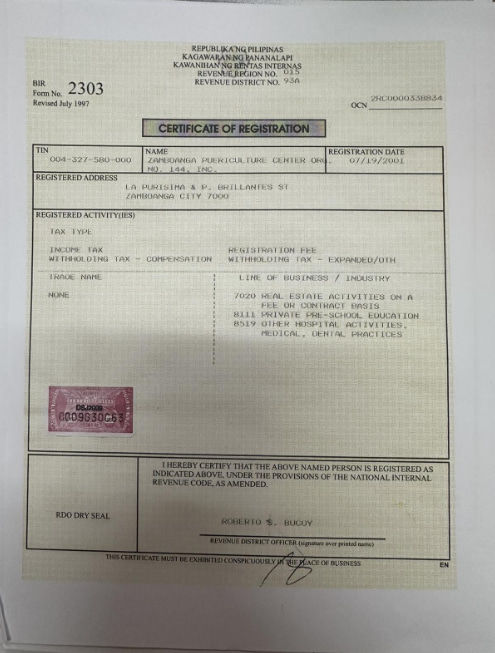 REPUBLIKA NG PILIPINAS
KAGAWARAN NG PANANALAPI
KAWANIHAN NG RENTAS INTERNAS
REVENUE REGION NO. 015
REVENUE DISTRICT NO. 93A
BIR
Form No. 2303
Revised July 1997
OCN 2RC0000338834
CERTIFICATE OF REGISTRATION
TIN NAME REGISTRATION DATE
004-327-580-000 ZAMBOANGA PUERICULTURE CENTER ORG. 07/19/2001
NO. 144, INC.
REGISTERED ADDRESS
LA PURISIMA & P. BRILLANTES ST
ZAMBOANGA CITY 7000
REGISTERED ACTIVITY(IES)
TAX TYPE
INCOME TAX REGISTRATION FEE
WITHHOLDING TAX - COMPENSATION WITHHOLDING TAX - EXPANDED/OTH
TRADE NAME LINE OF BUSINESS / INDUSTRY
NONE 7020 REAL ESTATE ACTIVITIES ON A
FEE OR CONTRACT BASIS
8111 PRIVATE PRE-SCHOOL EDUCATION
8519 OTHER HOSPITAL ACTIVITIES,
MEDICAL, DENTAL PRACTICES
0009630063
I HEREBY CERTIFY THAT THE ABOVE NAMED PERSON IS REGISTERED AS
INDICATED ABOVE, UNDER THE PROVISIONS OF THE NATIONAL INTERNAL
REVENUE CODE, AS AMENDED.
RDO DRY SEAL
ROBERTO S. BUCOY
REVENUE DISTRICT OFFICER (signature over printed name)
THIS CERTIFICATE MUST BE EXHIBITED CONSPICUOUSLY IN THE PLACE OF BUSINESS
EN